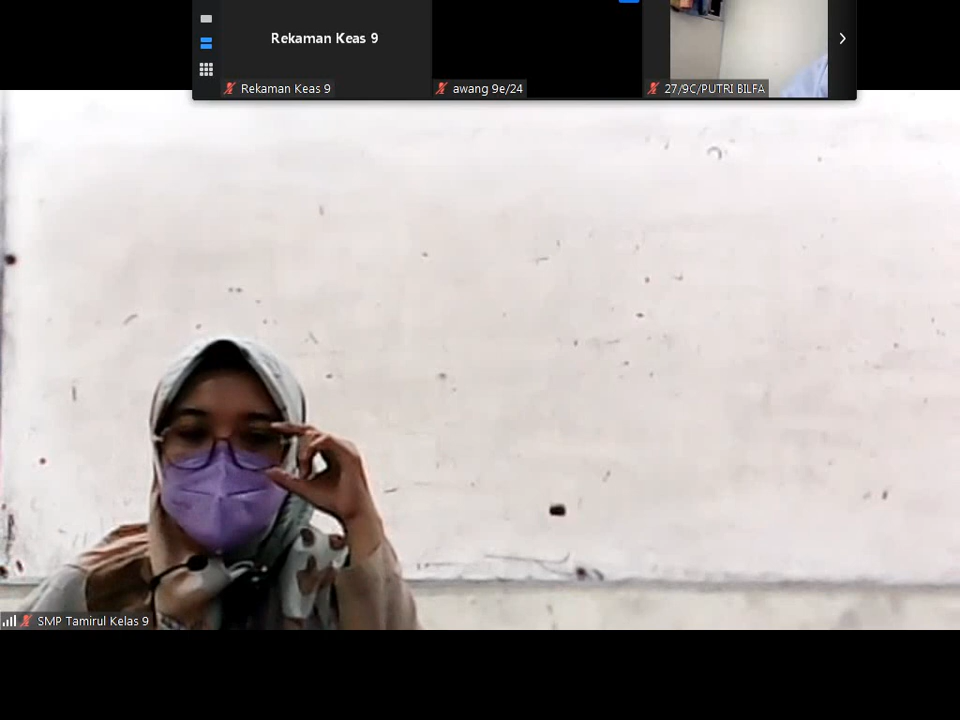 Rekaman Keas 9
Rekaman Keas 9
awang 9e/24
27/9C/PUTRI BILFA
SMP Tamirul Kelas 9